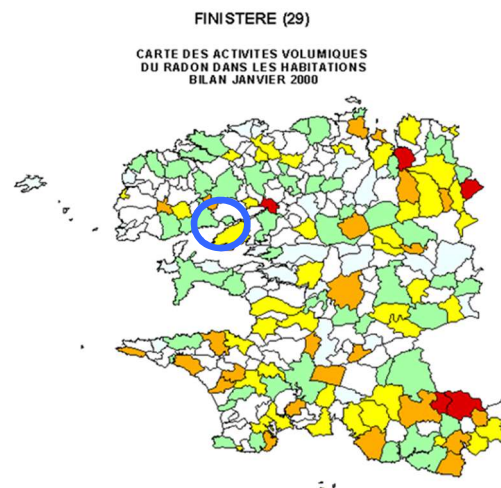 FINISTERE (29)
CARTE DES ACTIVITES VOLUMIQUES
DU RADON DANS LES HABITATIONS
BILAN JANVIER 2000